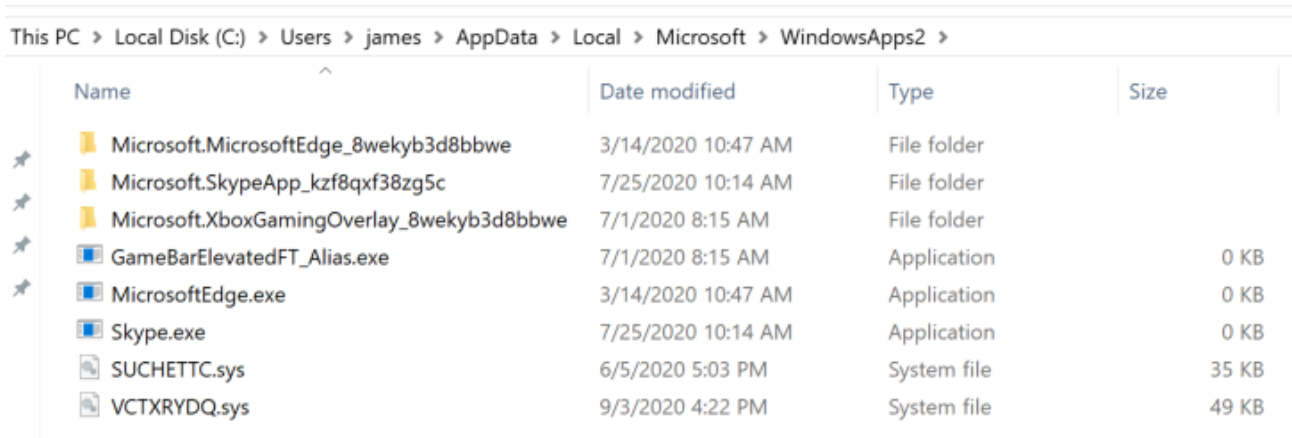 This PC > Local Disk (C:) > Users > james > AppData > Local > Microsoft > WindowsApps2 >
Name Date modified Type Size
Microsoft.MicrosoftEdge_8wekyb3d8bbwe 3/14/2020 10:47 AM File folder
Microsoft.SkypeApp_kzf8qxf38zg5c 7/25/2020 10:14 AM File folder
Microsoft.XboxGamingOverlay_8wekyb3d8bbwe 7/1/2020 8:15 AM File folder
GameBarElevatedFT_Alias.exe 7/1/2020 8:15 AM Application 0 KB
MicrosoftEdge.exe 3/14/2020 10:47 AM Application 0 KB
Skype.exe 7/25/2020 10:14 AM Application 0 KB
SUCHETTC.sys 6/5/2020 5:03 PM System file 35 KB
VCTXRYDQ.sys 9/3/2020 4:22 PM System file 49 KB